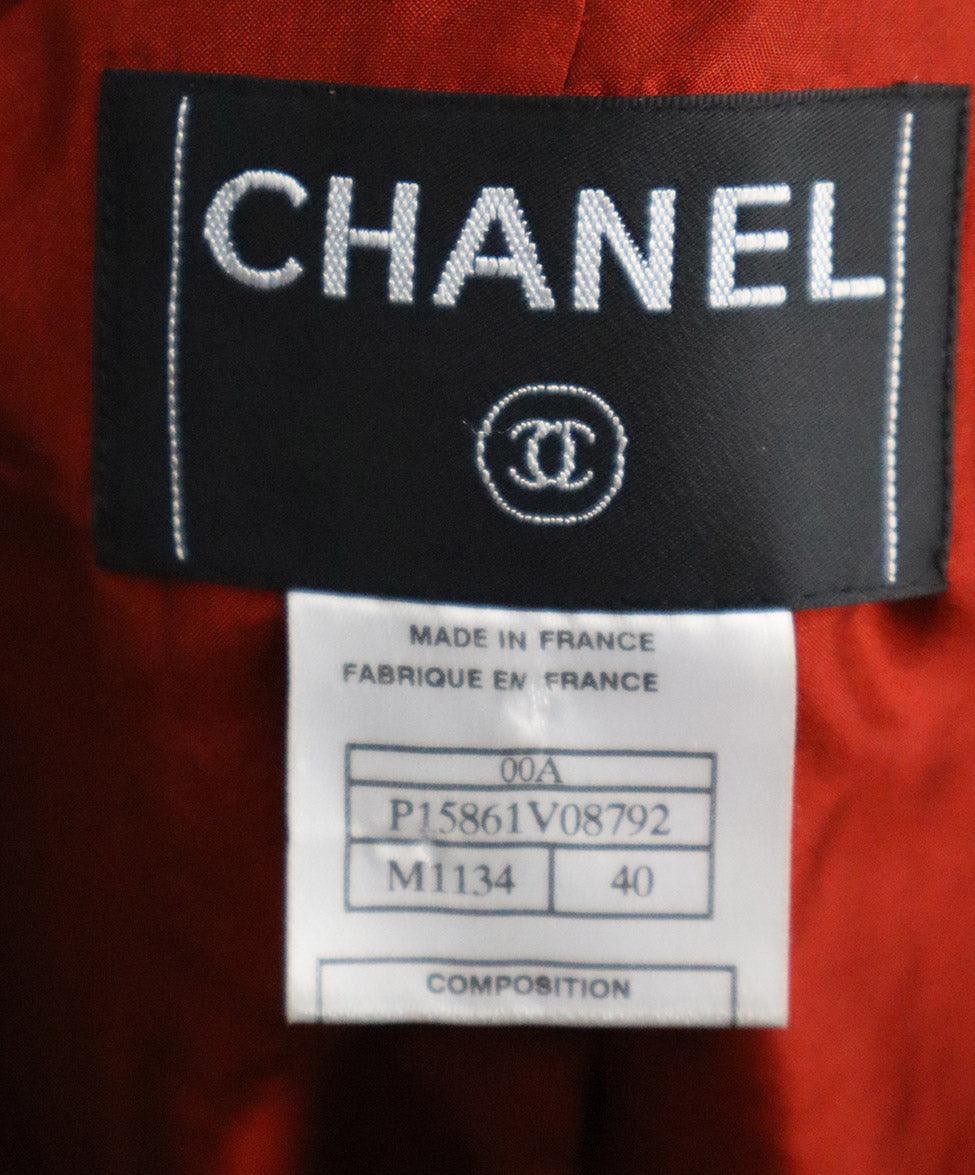 CHANEL
MADE IN FRANCE
FABRIQUE EN FRANCE
00A
P15861V08792
M1134 40
COMPOSITION